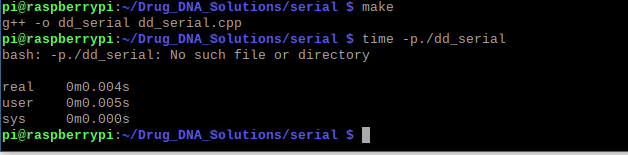 pi@raspberrypi:~/Drug_DNA_Solutions/serial $ make
g++ -o dd_serial dd_serial.cpp
pi@raspberrypi:~/Drug_DNA_Solutions/serial $ time -p./dd_serial
bash: -p./dd_serial: No such file or directory
real 0m0.004s
user 0m0.005s
sys 0m0.000s
pi@raspberrypi:~/Drug_DNA_Solutions/serial $